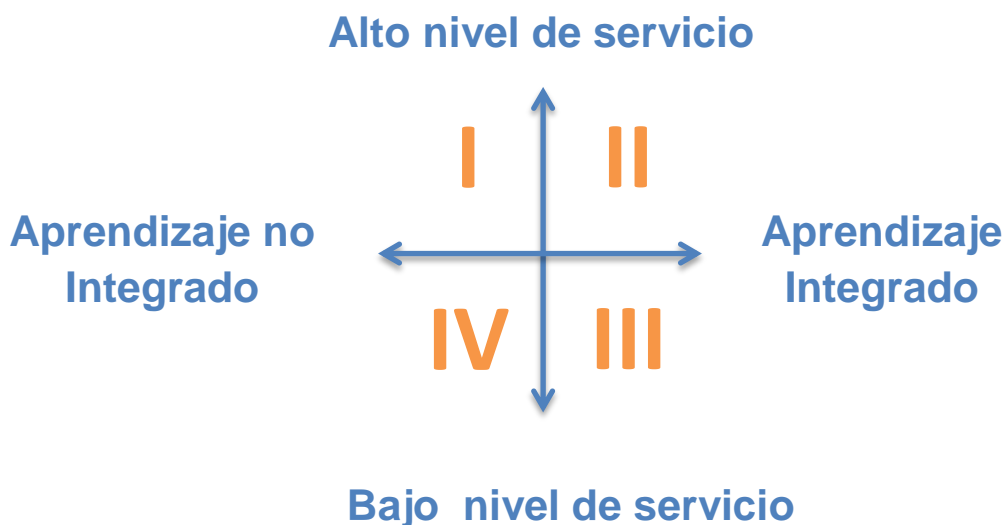 Alto nivel de servicio
I II
Aprendizaje no
Integrado
Aprendizaje
Integrado
IV III
Bajo nivel de servicio